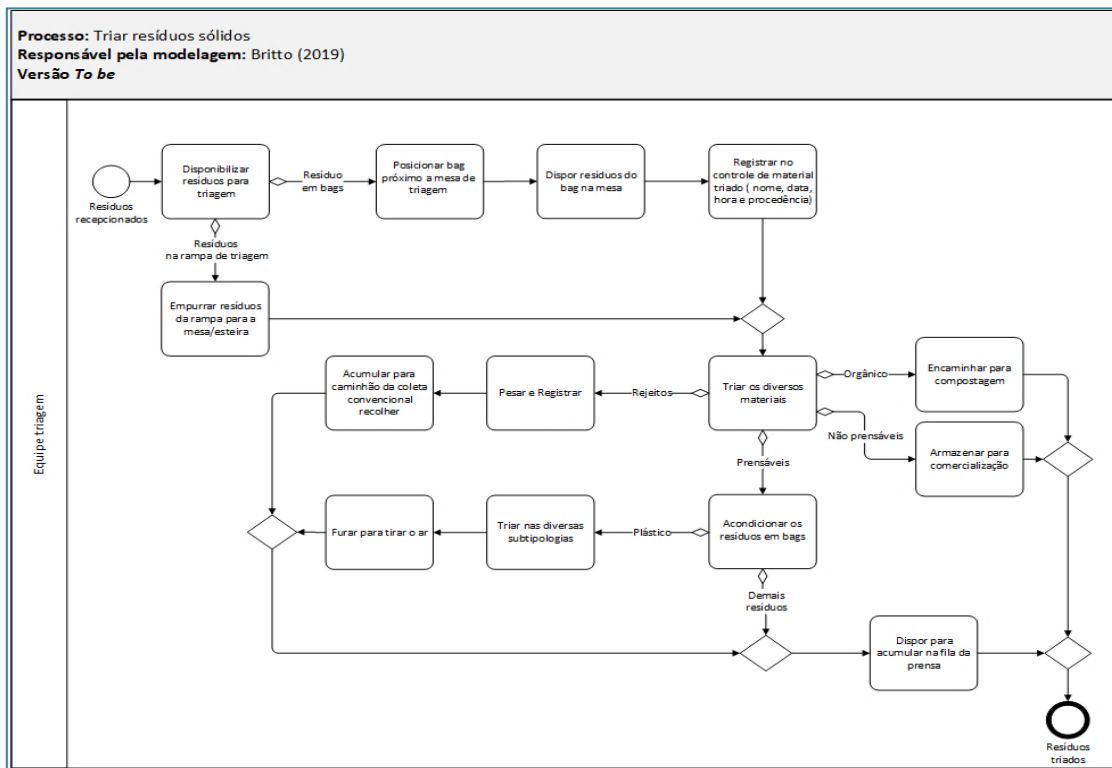 Processo: Triar resíduos sólidos
Responsável pela modelagem: Britto (2019)
Versão To be
Equipe triagem
Resíduos
recepcionados
Disponibilizar
resíduos para
triagem
Resíduo
em bags
Posicionar bag
próximo a mesa de
triagem
Dispor resíduos do
bag na mesa
Registrar no
controle de material
triado ( nome, data,
hora e procedência)
Resíduos
na rampa de triagem
Empurrar resíduos
da rampa para a
mesa/esteira
Acumular para
caminhão da coleta
convencional
recolher
Pesar e Registrar
Rejeitos
Triar os diversos
materiais
Orgânico
Encaminhar para
compostagem
Não prensáveis
Armazenar para
comercialização
Prensáveis
Furar para tirar o ar
Triar nas diversas
subtipologias
Plástico
Acondicionar os
resíduos em bags
Demais
resíduos
Dispor para
acumular na fila da
prensa
Resíduos
triados